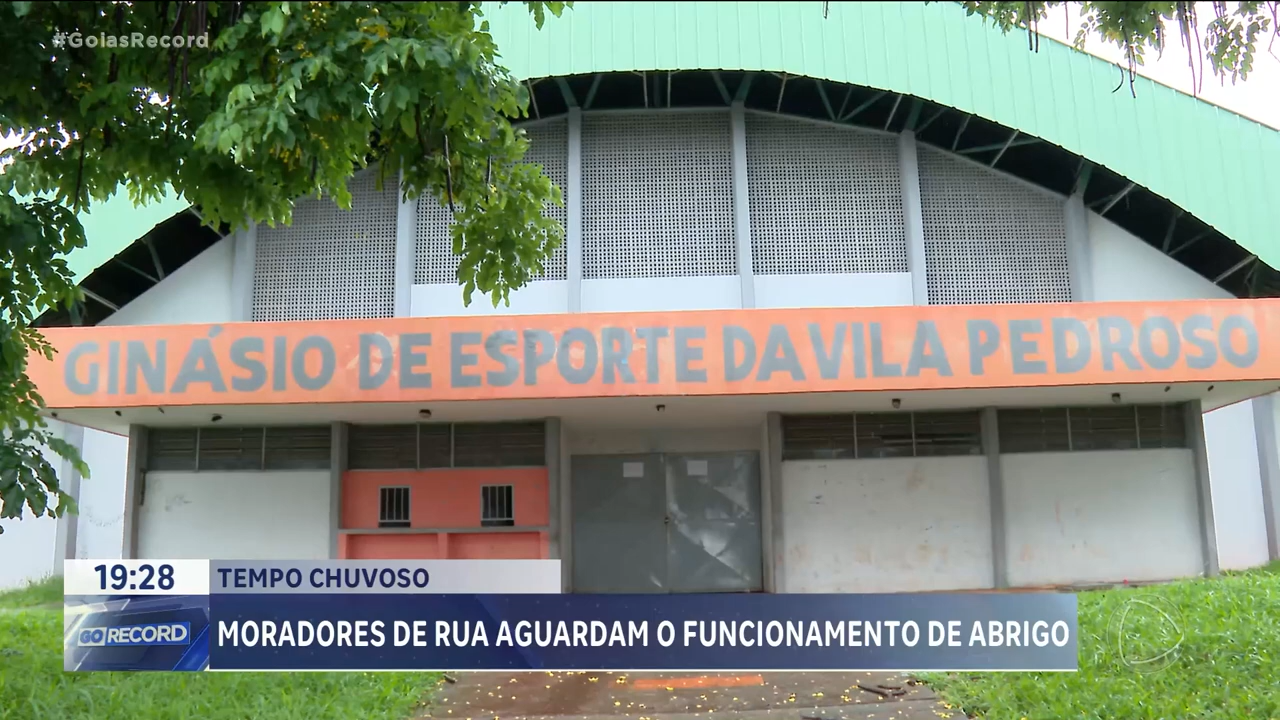 #GoiasRecord
GINÁSIO DE ESPORTE DA VILA PEDROSO
19:28
TEMPO CHUVOSO
GO RECORD
MORADORES DE RUA AGUARDAM O FUNCIONAMENTO DE ABRIGO